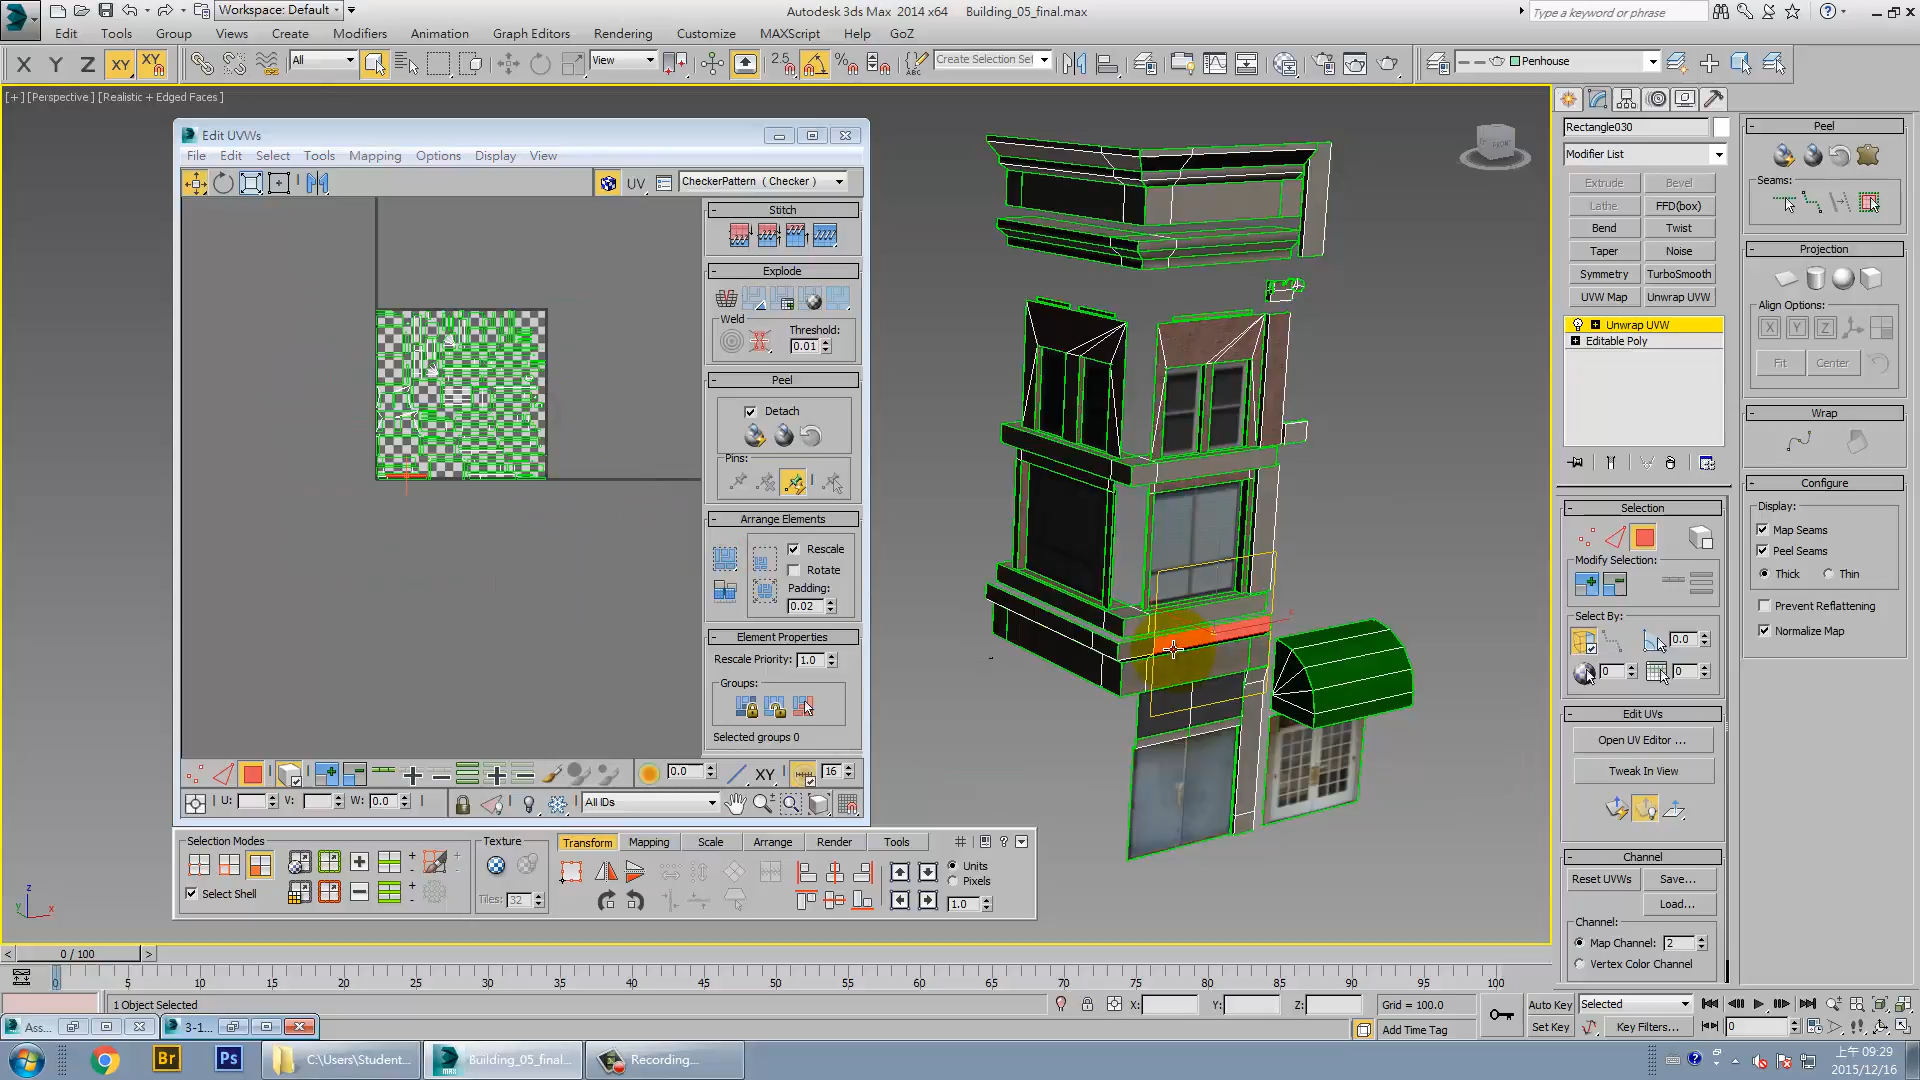 Workspace: Default
Autodesk 3ds Max 2014 x64 Building_05_final.max
Type a keyword or phrase
Edit Tools Group Views Create Modifiers Animation Graph Editors Rendering Customize MAXScript Help GoZ
X Y Z XY XY
All
View
2.5
Create Selection Set
Penhouse
[+] [Perspective] [Realistic + Edged Faces]
Edit UVWs
File Edit Select Tools Mapping Options Display View
UV
CheckerPattern ( Checker )
Stitch
Explode
Weld
Threshold:
0.01
Peel
Detach
Pins:
Arrange Elements
Rescale
Rotate
Padding:
0.02
Element Properties
Rescale Priority: 1.0
Groups:
Selected groups 0
0.0
XY
16
U: V: W: 0.0
All IDs
Selection Modes
Select Shell
Texture
Tiles: 32
Transform Mapping Scale Arrange Render Tools
Units
Pixels
1.0
FRONT
z
x
y
Rectangle030
Modifier List
Extrude Bevel
Lathe FFD(box)
Bend Twist
Taper Noise
Symmetry TurboSmooth
UVW Map Unwrap UVW
Unwrap UVW
Editable Poly
Selection
Modify Selection:
Select By:
0.0
0 0
Edit UVs
Open UV Editor ...
Tweak In View
Channel
Reset UVWs Save...
Load...
Channel:
Map Channel: 2
Vertex Color Channel
Peel
Seams:
Projection
Align Options:
X Y Z
Fit Center
Wrap
Configure
Display:
Map Seams
Peel Seams
Thick Thin
Prevent Reflattening
Normalize Map
< 0 / 100 >
0 5 10 15 20 25 30 35 40 45 50 55 60 65 70 75 80 85 90 95 100
1 Object Selected
X: Y: Z:
Grid = 100.0
Add Time Tag
Auto Key Selected
Set Key Key Filters...
0
Ass...
3-1...
Br
Ps
C:\Users\Student...
Building_05_final...
Recording...
上午 09:29
2015/12/16